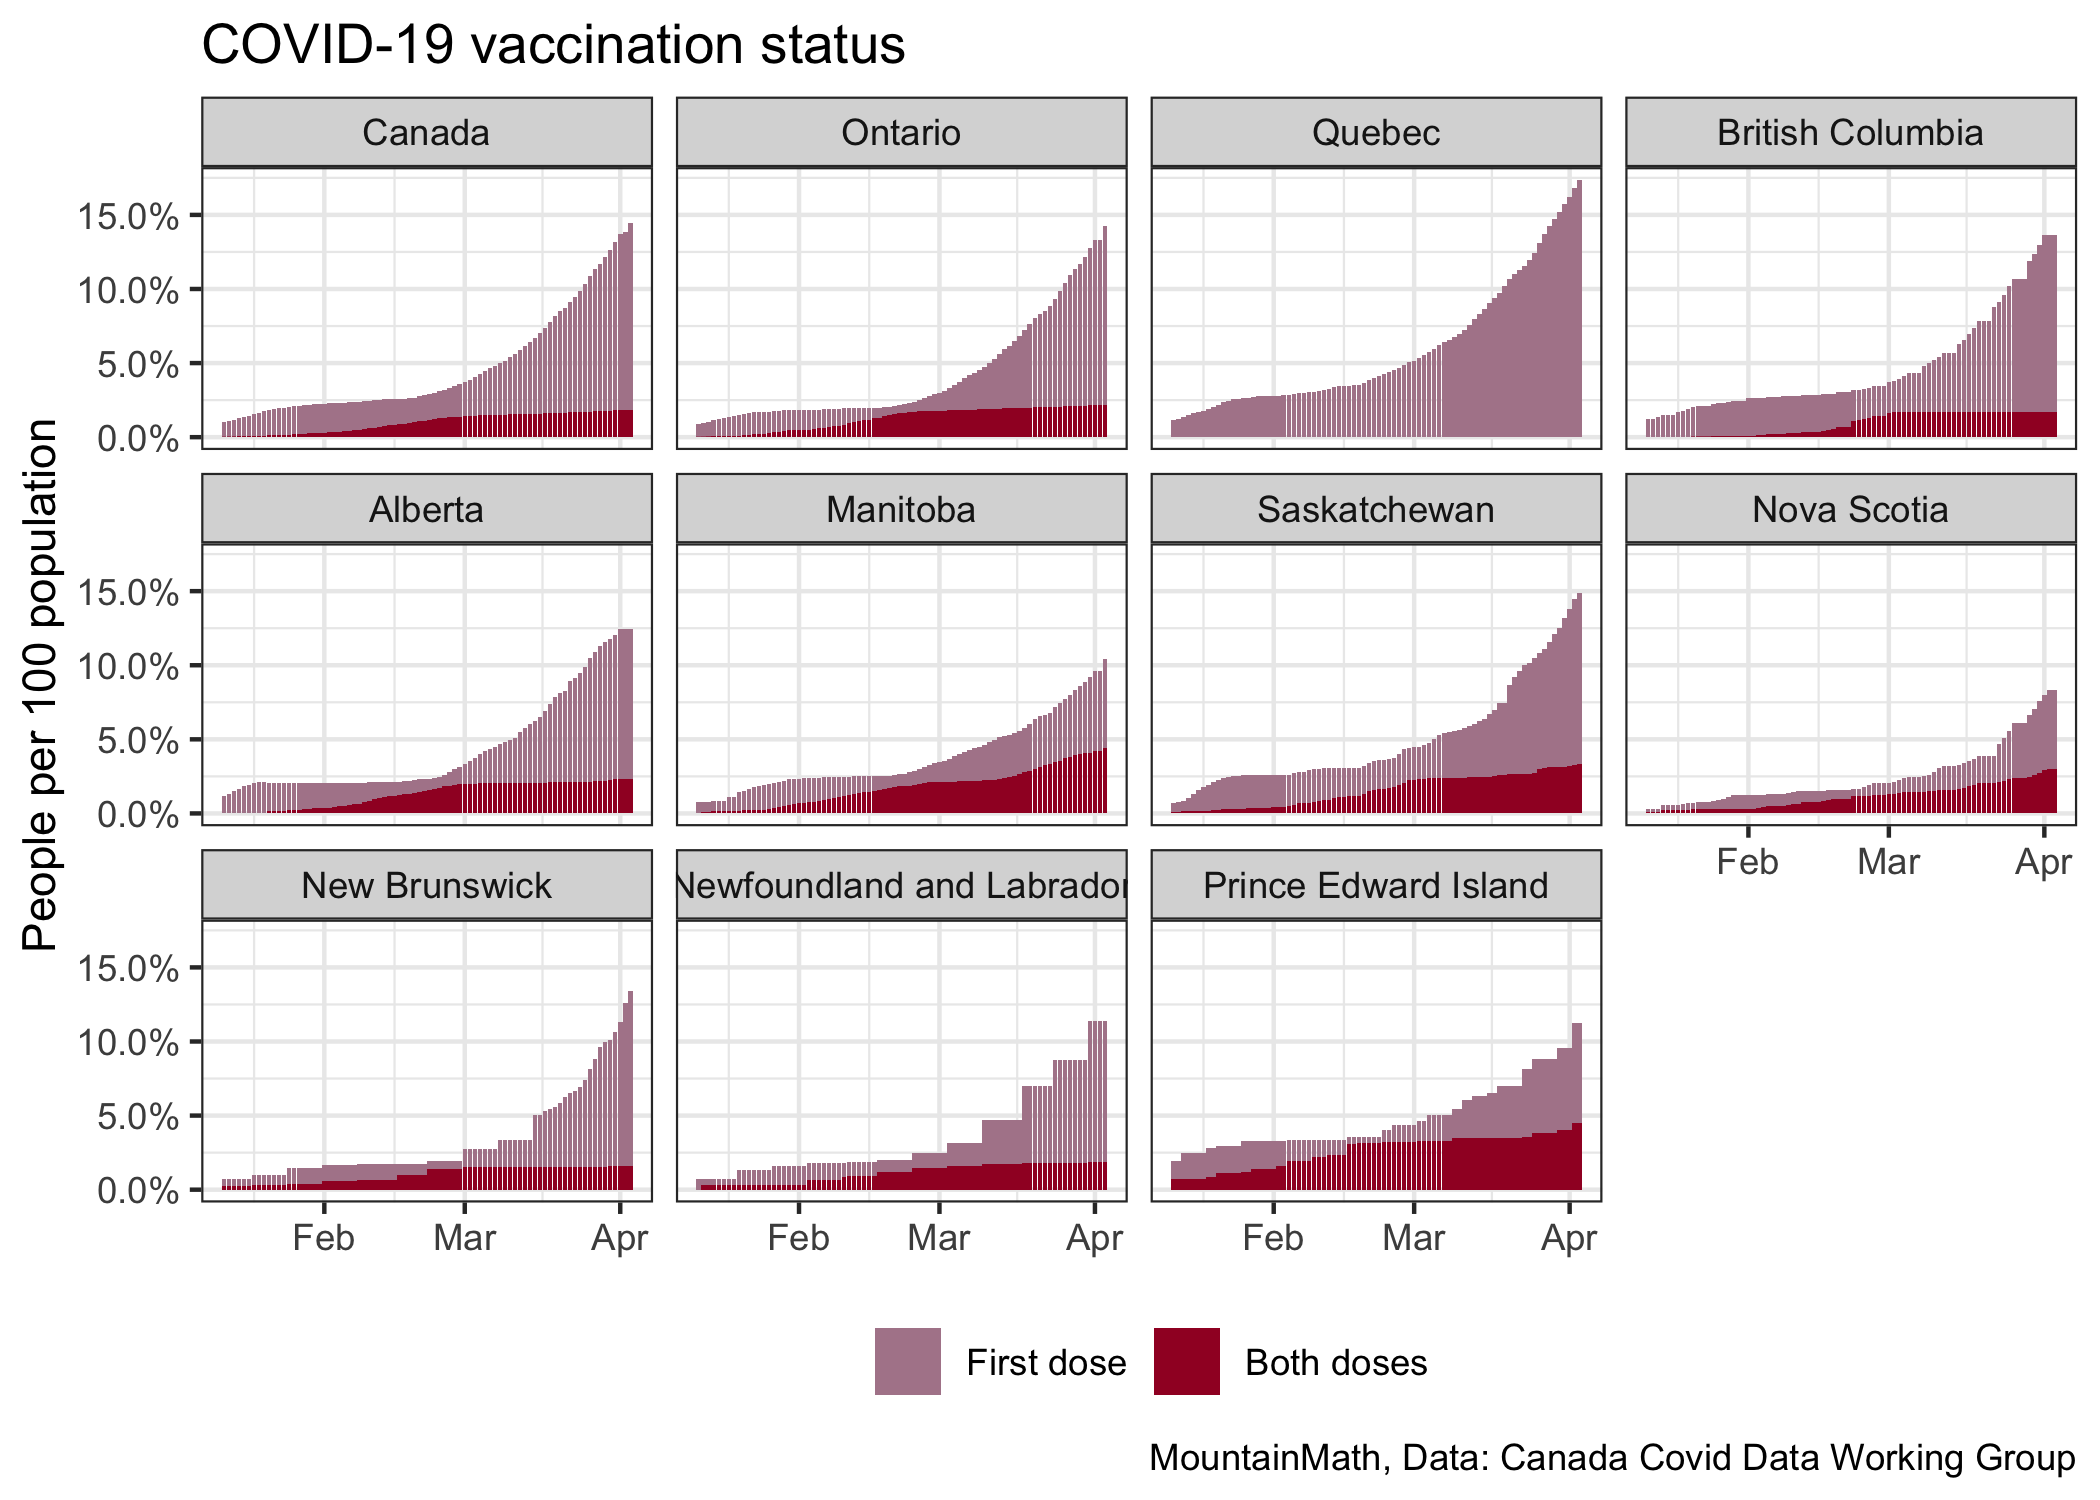 COVID-19 vaccination status
Canada
Ontario
Quebec
British Columbia
15.0%
10.0%
5.0%
0.0%
Alberta
Manitoba
Saskatchewan
Nova Scotia
15.0%
10.0%
5.0%
0.0%
Feb Mar Apr
New Brunswick
Newfoundland and Labrador
Prince Edward Island
15.0%
10.0%
5.0%
0.0%
Feb Mar Apr
Feb Mar Apr
Feb Mar Apr
People per 100 population
First dose
Both doses
MountainMath, Data: Canada Covid Data Working Group